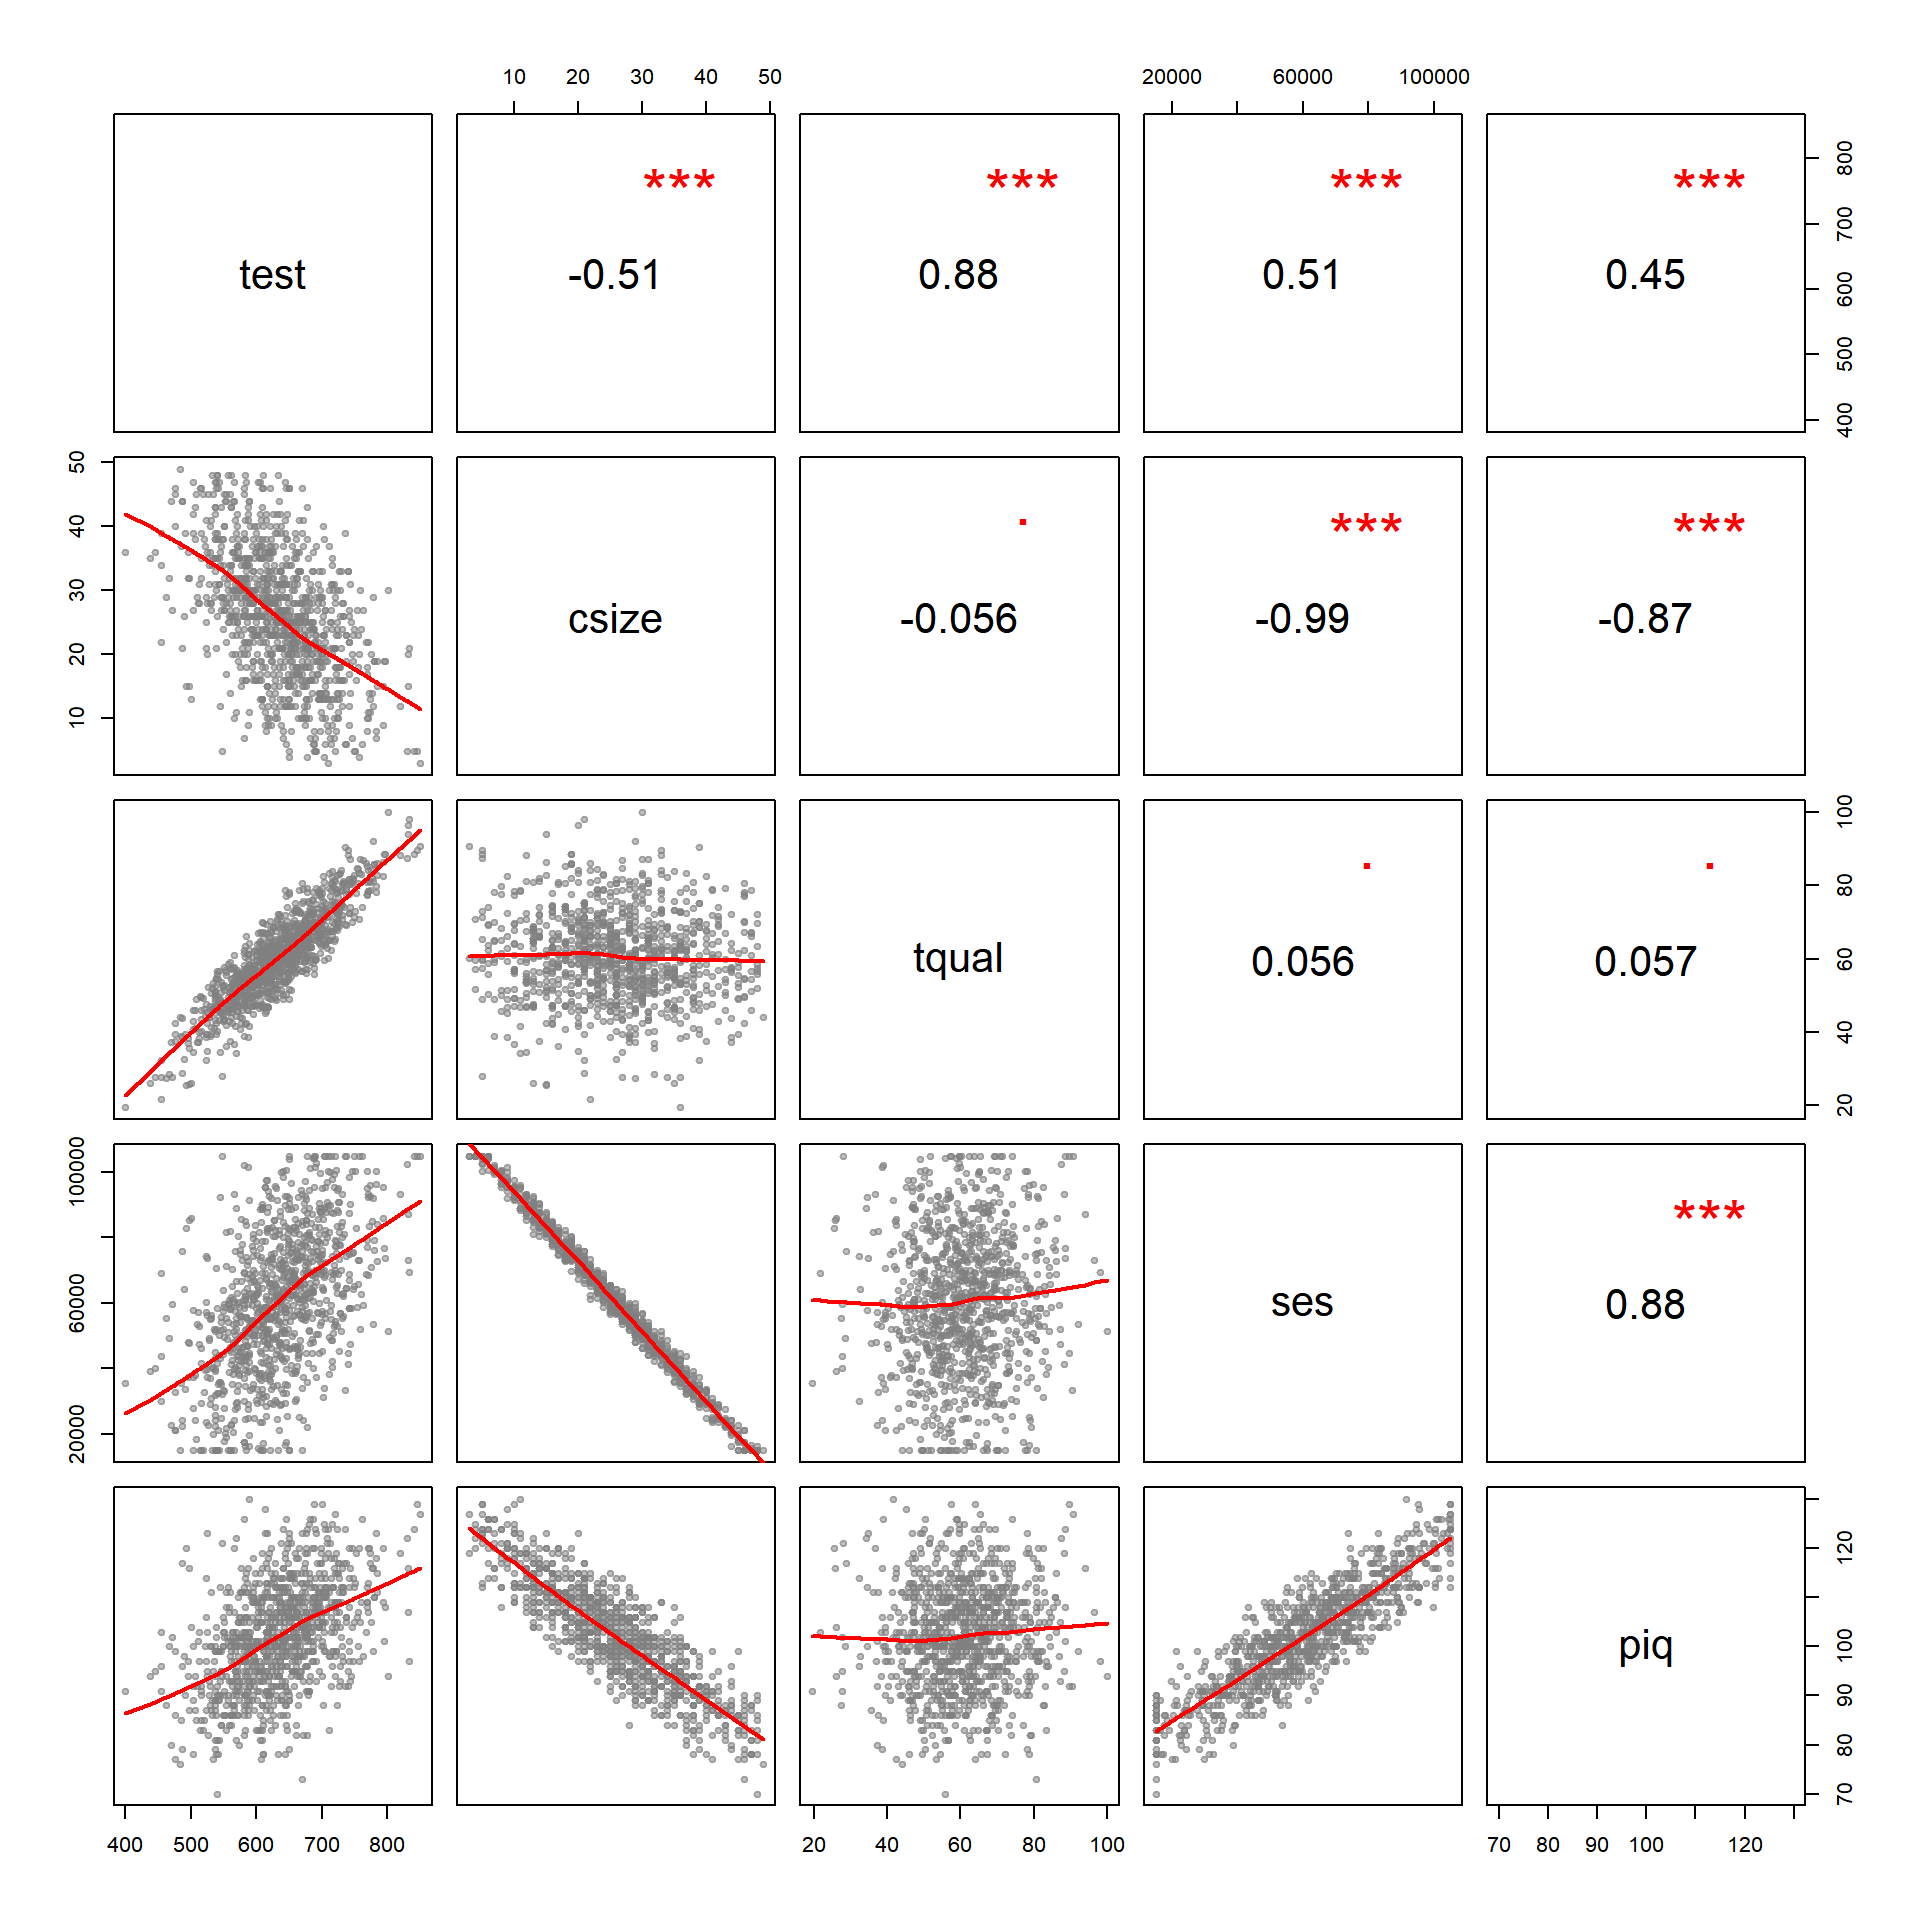 10 20 30 40 50 20000 60000 100000
*** *** *** ***
test -0.51 0.88 0.51 0.45
400 500 600 700 800
10 20 30 40 50
. *** ***
csize -0.056 -0.99 -0.87
. .
tqual 0.056 0.057
20 40 60 80 100
20000 60000 100000
***
ses 0.88
piq
70 80 90 100 120
400 500 600 700 800 20 40 60 80 100 70 80 90 100 120